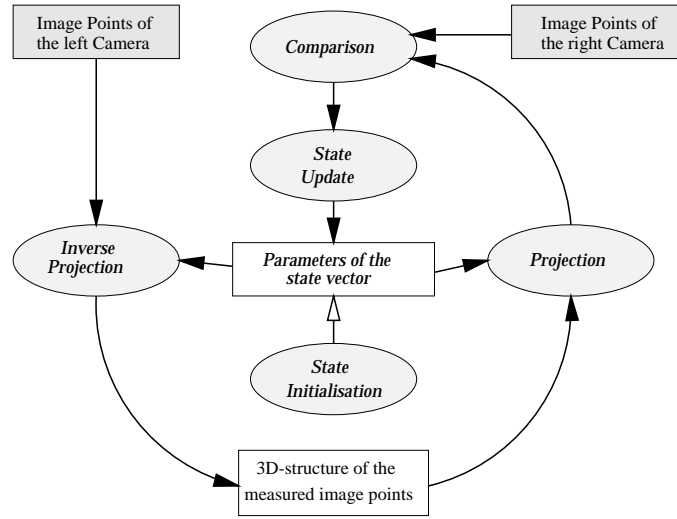 Image Points of
the left Camera
Comparison
Image Points
of the right Camera
State
Update
Inverse
Projection
Parameters of the
state vector
Projection
State
Initialisation
3D-structure of the
measured image points